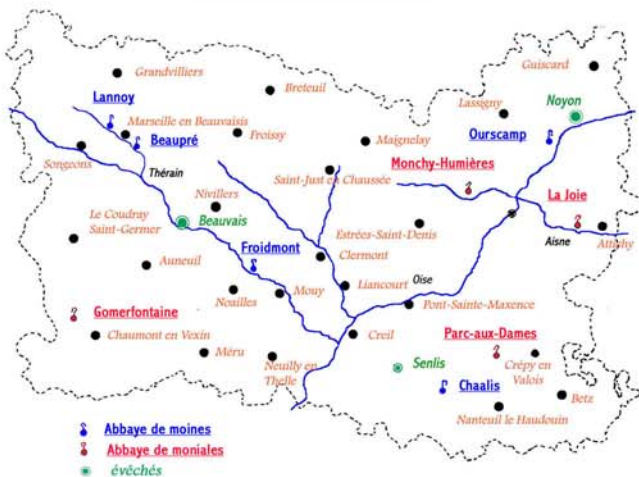 Guiscard
Grandvilliers
Breteuil
Lannoy
Lassigny
Noyon
Marseille en Beauvaisis
Beaupré
Froissy
Maignelay
Ourscamp
Songeons
Thérain
Monchy-Humières
Saint-Just en Chaussée
La Joie
Nivillers
Le Coudray
Saint-Germer
Beauvais
Estrées-Saint-Denis
Attichy
Froidmont
Clermont
Aisne
Auneuil
Liancourt
Oise
Noailles
Mouy
Pont-Sainte-Maxence
Gomerfontaine
Chaumont en Vexin
Creil
Parc-aux-Dames
Méru
Neuilly en
Thelle
Senlis
Crépy en
Valois
Chaalis
Betz
Nanteuil le Haudouin
Abbaye de moines
Abbaye de moniales
évêchés